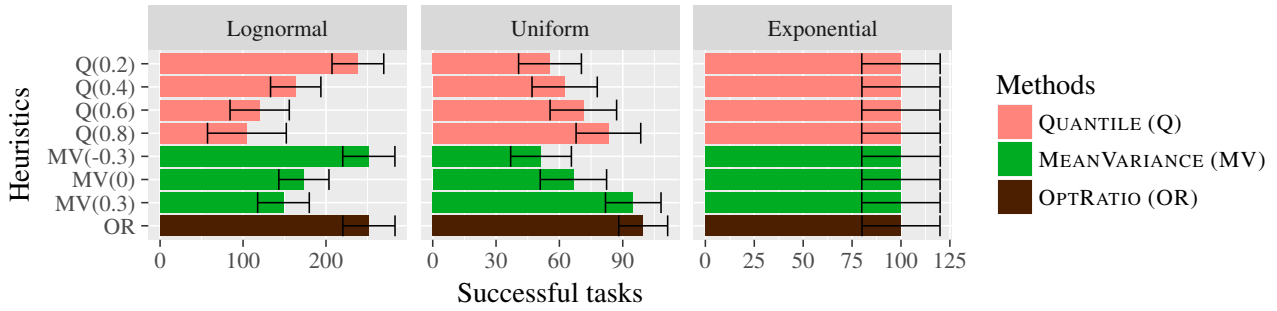 Lognormal Uniform Exponential
Heuristics
Q(0.2)
Q(0.4)
Q(0.6)
Q(0.8)
MV(-0.3)
MV(0)
MV(0.3)
OR
0 100 200 0 30 60 90 0 25 50 75 100 125
Successful tasks
Methods
QUANTILE (Q)
MEANVARIANCE (MV)
OPTRATIO (OR)